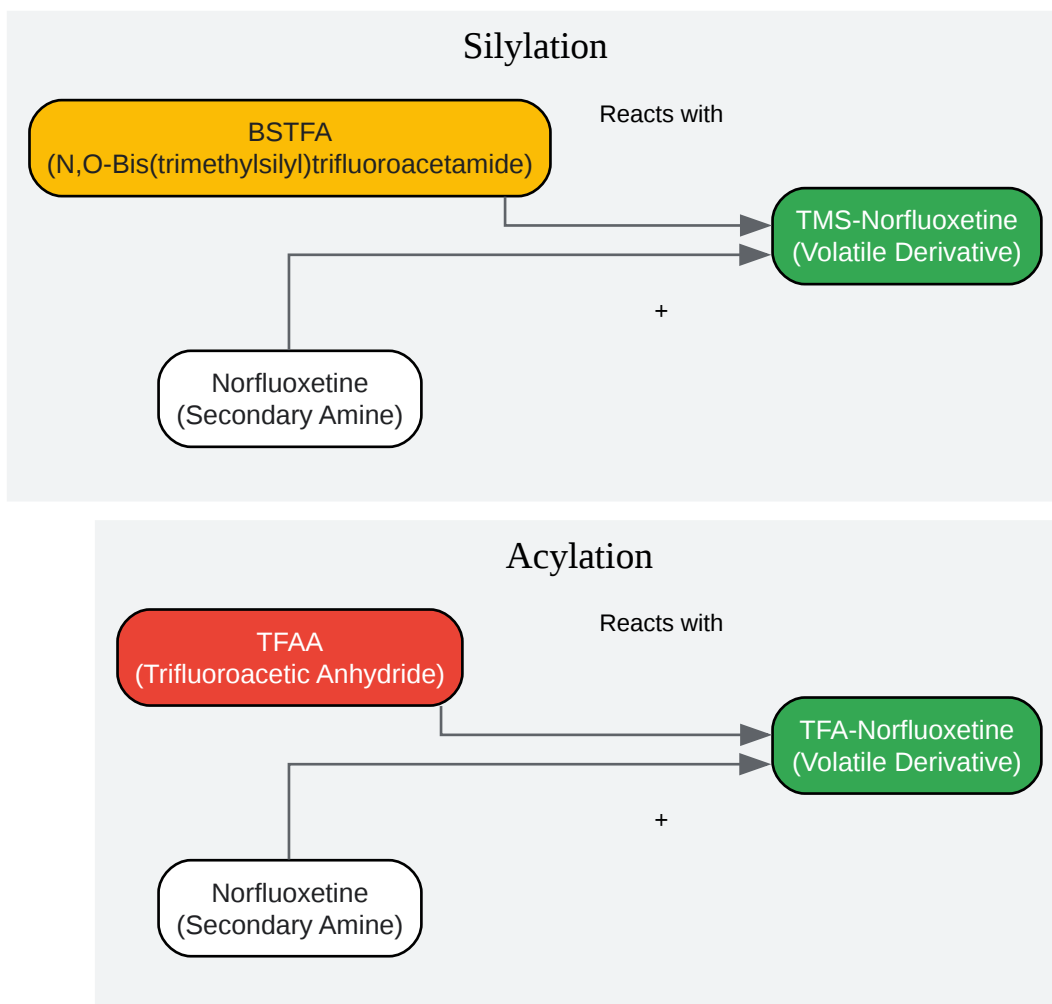 Silylation
BSTFA
(N,O-Bis(trimethylsilyl)trifluoroacetamide)
Reacts with
TMS-Norfluoxetine
(Volatile Derivative)
+
Norfluoxetine
(Secondary Amine)
Acylation
TFAA
(Trifluoroacetic Anhydride)
Reacts with
TFA-Norfluoxetine
(Volatile Derivative)
+
Norfluoxetine
(Secondary Amine)